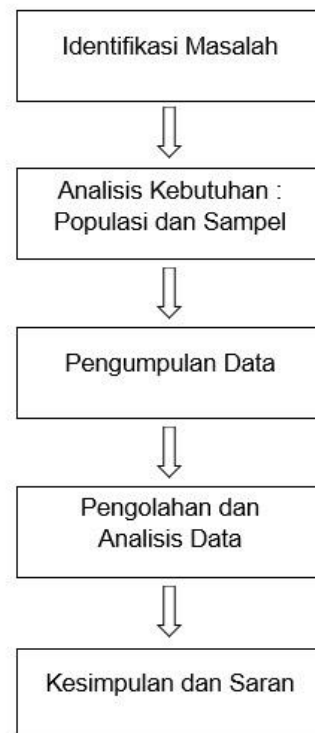 Identifikasi Masalah
Analisis Kebutuhan :
Populasi dan Sampel
Pengumpulan Data
Pengolahan dan
Analisis Data
Kesimpulan dan Saran